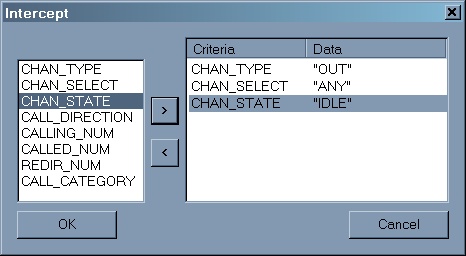 Intercept
CHAN_TYPE
CHAN_SELECT
CHAN_STATE
CALL_DIRECTION
CALLING_NUM
CALLED_NUM
REDIR_NUM
CALL_CATEGORY
>
<
Criteria Data
CHAN_TYPE "OUT"
CHAN_SELECT "ANY"
CHAN_STATE "IDLE"
OK
Cancel